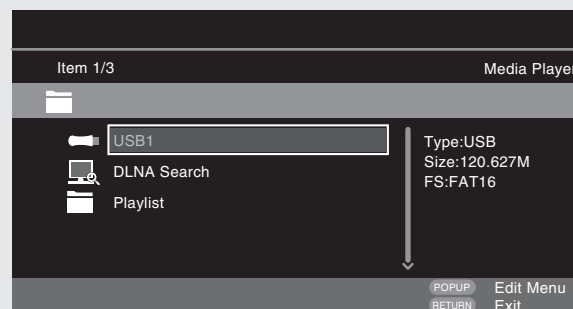 Item 1/3
Media Player
USB1
DLNA Search
Playlist
Type:USB
Size:120.627M
FS:FAT16
POPUP Edit Menu
RETURN Exit